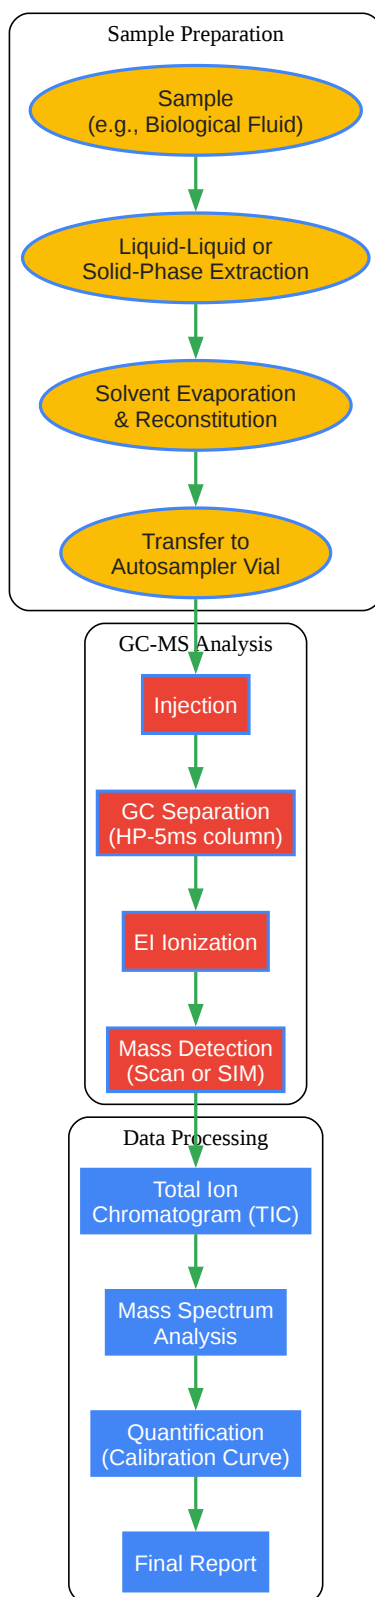 Sample Preparation
Sample
(e.g., Biological Fluid)
Liquid-Liquid or
Solid-Phase Extraction
Solvent Evaporation
& Reconstitution
Transfer to
Autosampler Vial
GC-MS Analysis
Injection
GC Separation
(HP-5ms column)
EI Ionization
Mass Detection
(Scan or SIM)
Data Processing
Total Ion
Chromatogram (TIC)
Mass Spectrum
Analysis
Quantification
(Calibration Curve)
Final Report